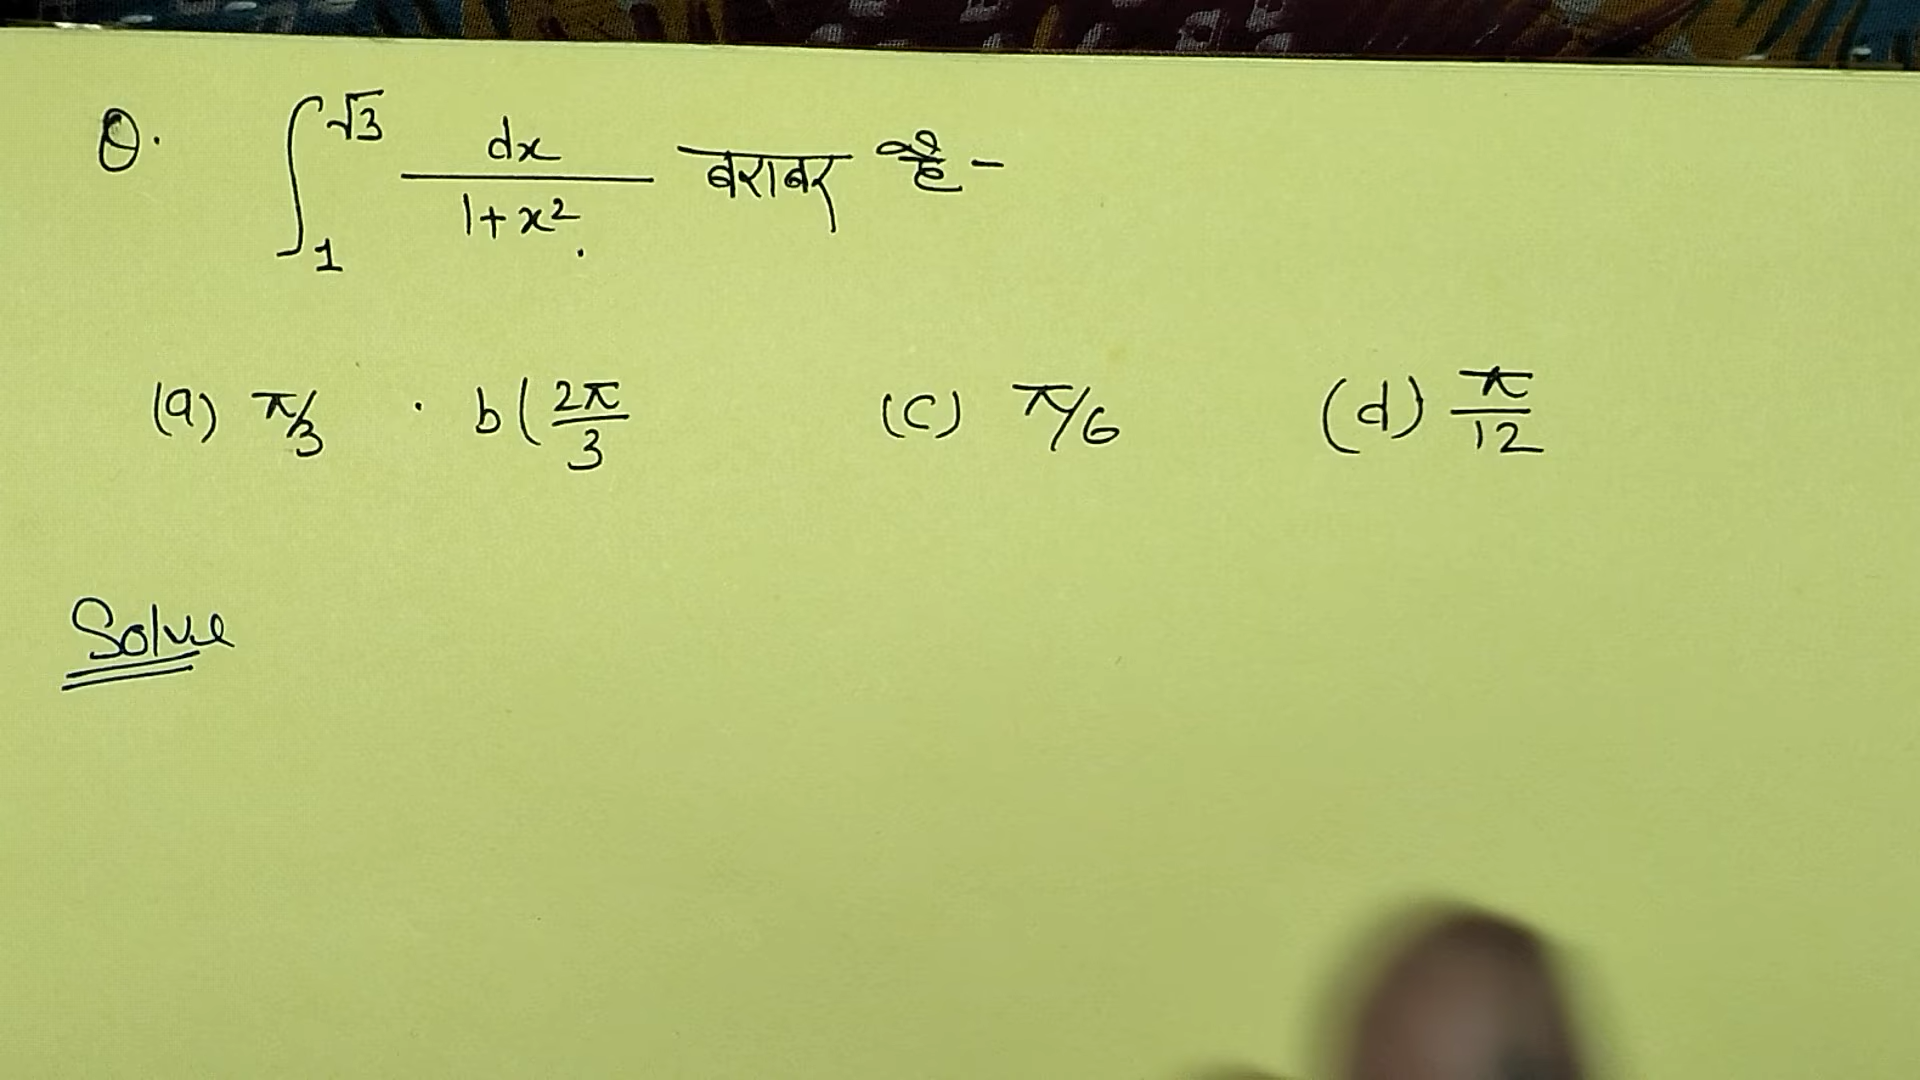 Q. ∫₁^√3 dx/1+x² बराबर है -
(a) π/3 b( 2π/3 (c) π/6 (d) π/12
Solve